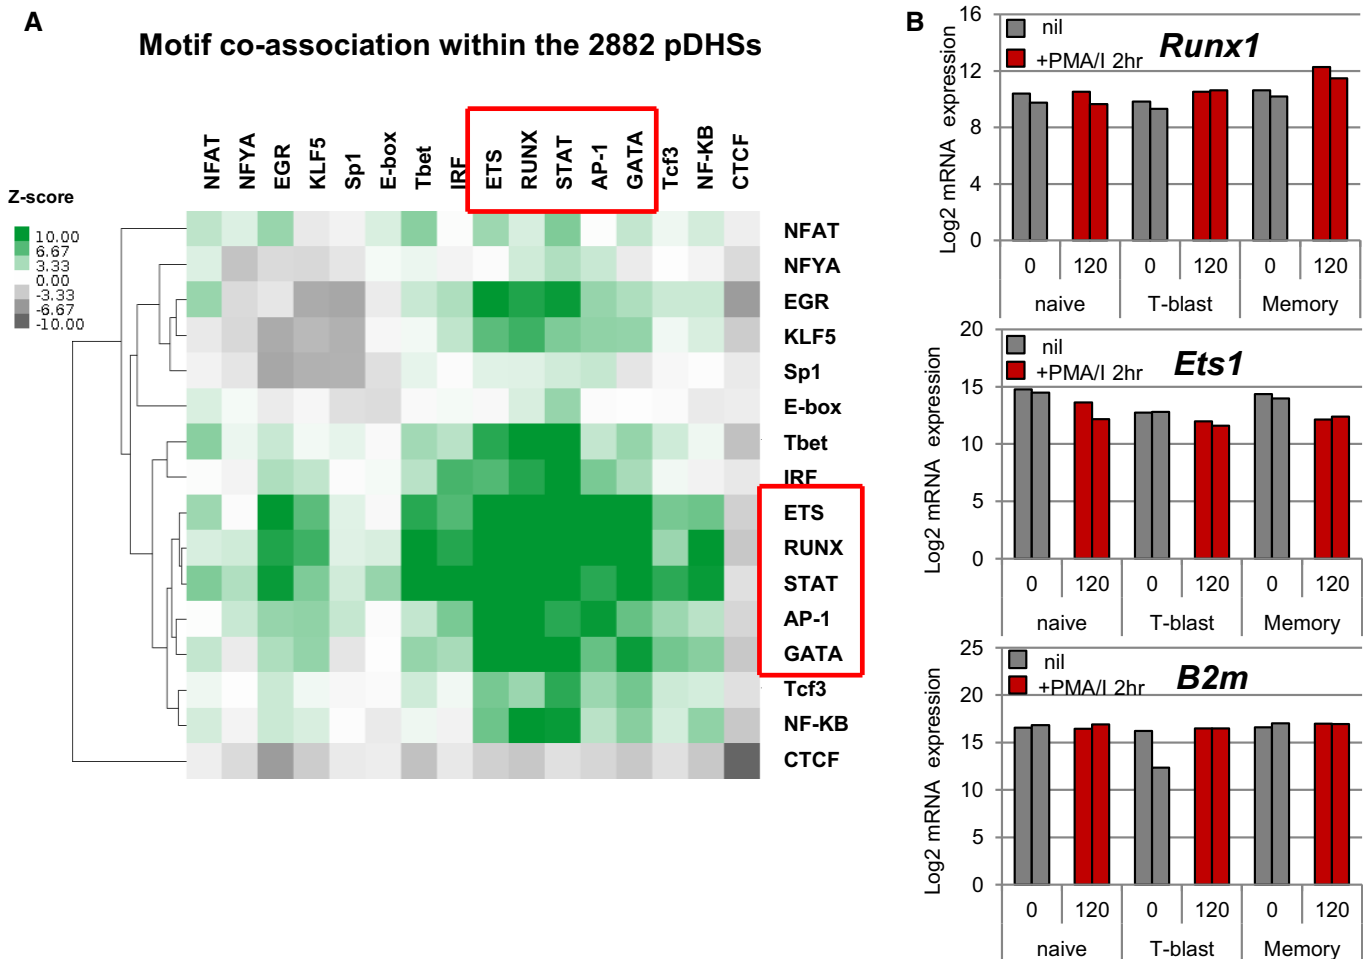 A
Motif co-association within the 2882 pDHSs
NFAT NFYA EGR KLF5 Sp1 E-box Tbet IRF ETS RUNX STAT AP-1 GATA Tcf3 NF-KB CTCF
Z-score
10.00
6.67
3.33
0.00
-3.33
-6.67
-10.00
NFAT
NFYA
EGR
KLF5
Sp1
E-box
Tbet
IRF
ETS
RUNX
STAT
AP-1
GATA
Tcf3
NF-KB
CTCF
B
Log2 mRNA expression
16
12
8
4
0
nil
+PMA/I 2hr
Runx1
0 120 0 120 0 120
naive T-blast Memory
Log2 mRNA expression
20
15
10
5
0
nil
+PMA/I 2hr
Ets1
0 120 0 120 0 120
naive T-blast Memory
Log2 mRNA expression
25
20
15
10
5
0
nil
+PMA/I 2hr
B2m
0 120 0 120 0 120
naive T-blast Memory